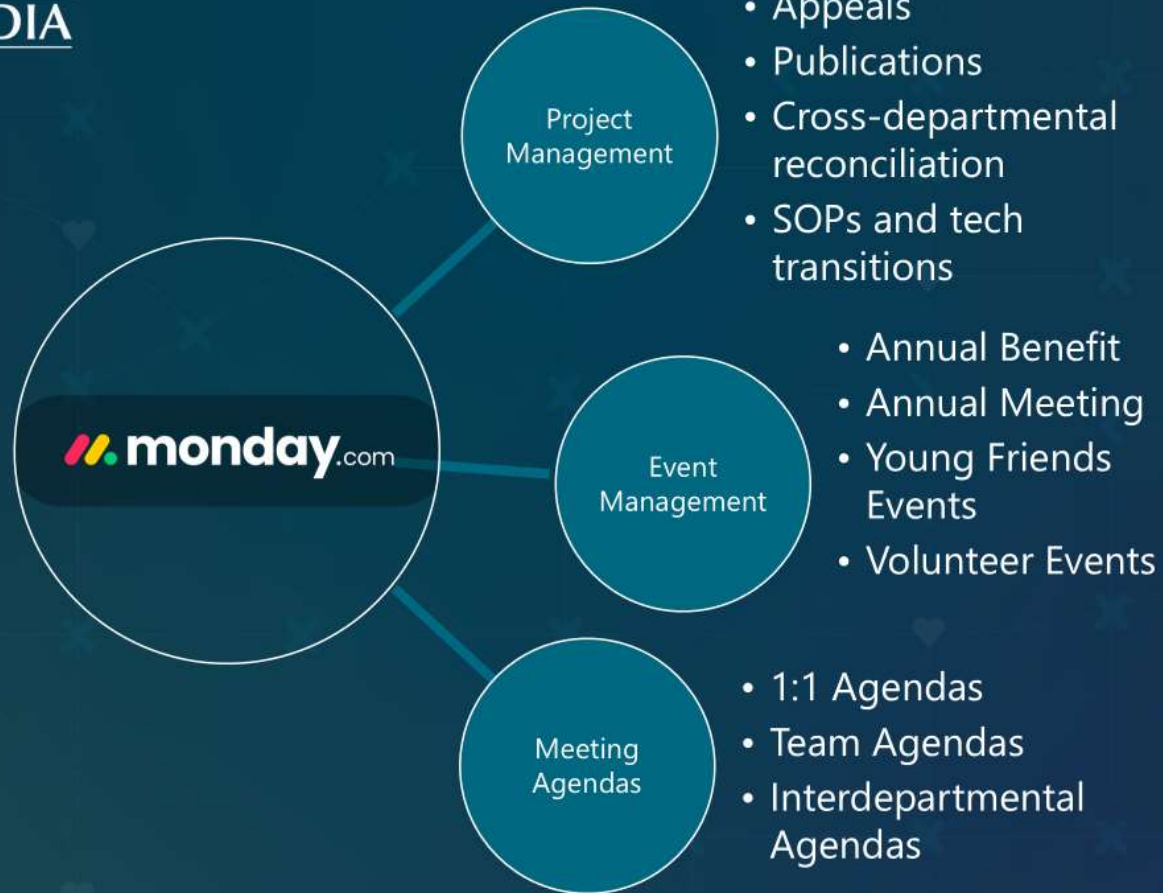 DIA
Project
Management
• Appeals
• Publications
• Cross-departmental
reconciliation
• SOPs and tech
transitions
monday.com
Event
Management
• Annual Benefit
• Annual Meeting
• Young Friends
Events
• Volunteer Events
Meeting
Agendas
• 1:1 Agendas
• Team Agendas
• Interdepartmental
Agendas